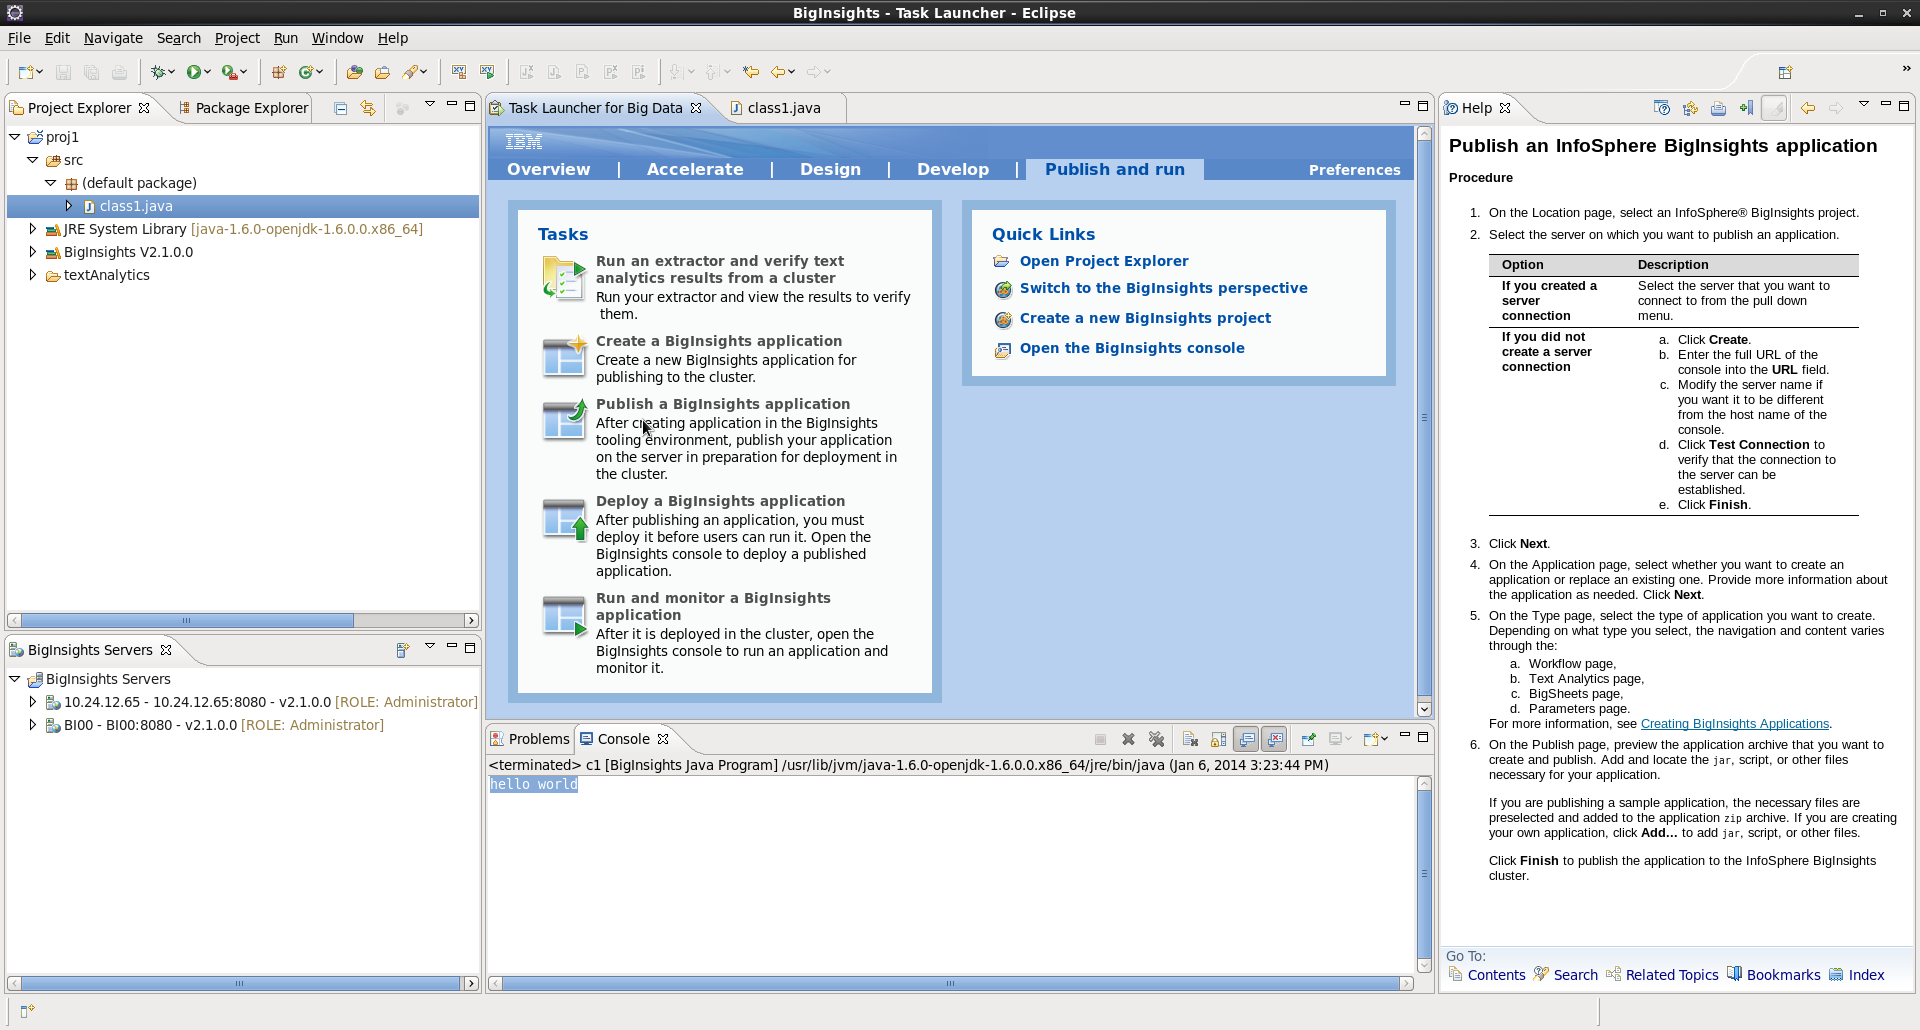 BigInsights - Task Launcher - Eclipse
File Edit Navigate Search Project Run Window Help
Project Explorer
Package Explorer
proj1
src
(default package)
class1.java
JRE System Library [java-1.6.0-openjdk-1.6.0.0.x86_64]
BigInsights V2.1.0.0
textAnalytics
BigInsights Servers
BigInsights Servers
10.24.12.65 - 10.24.12.65:8080 - v2.1.0.0 [ROLE: Administrator]
BI00 - BI00:8080 - v2.1.0.0 [ROLE: Administrator]
Task Launcher for Big Data
class1.java
IBM
Overview | Accelerate | Design | Develop | Publish and run
Preferences
Tasks
Run an extractor and verify text
analytics results from a cluster
Run your extractor and view the results to verify
them.
Create a BigInsights application
Create a new BigInsights application for
publishing to the cluster.
Publish a BigInsights application
After creating application in the BigInsights
tooling environment, publish your application
on the server in preparation for deployment in
the cluster.
Deploy a BigInsights application
After publishing an application, you must
deploy it before users can run it. Open the
BigInsights console to deploy a published
application.
Run and monitor a BigInsights
application
After it is deployed in the cluster, open the
BigInsights console to run an application and
monitor it.
Quick Links
Open Project Explorer
Switch to the BigInsights perspective
Create a new BigInsights project
Open the BigInsights console
Problems
Console
<terminated> c1 [BigInsights Java Program] /usr/lib/jvm/java-1.6.0-openjdk-1.6.0.0.x86_64/jre/bin/java (Jan 6, 2014 3:23:44 PM)
hello world
Help
Publish an InfoSphere BigInsights application
Procedure
1. On the Location page, select an InfoSphere® BigInsights project.
2. Select the server on which you want to publish an application.
Option Description
If you created a
server
connection
Select the server that you want to
connect to from the pull down
menu.
If you did not
create a server
connection
a. Click Create.
b. Enter the full URL of the
console into the URL field.
c. Modify the server name if
you want it to be different
from the host name of the
console.
d. Click Test Connection to
verify that the connection to
the server can be
established.
e. Click Finish.
3. Click Next.
4. On the Application page, select whether you want to create an
application or replace an existing one. Provide more information about
the application as needed. Click Next.
5. On the Type page, select the type of application you want to create.
Depending on what type you select, the navigation and content varies
through the:
a. Workflow page,
b. Text Analytics page,
c. BigSheets page,
d. Parameters page.
For more information, see Creating BigInsights Applications.
6. On the Publish page, preview the application archive that you want to
create and publish. Add and locate the jar, script, or other files
necessary for your application.
If you are publishing a sample application, the necessary files are
preselected and added to the application zip archive. If you are creating
your own application, click Add... to add jar, script, or other files.
Click Finish to publish the application to the InfoSphere BigInsights
cluster.
Go To:
Contents Search Related Topics Bookmarks Index